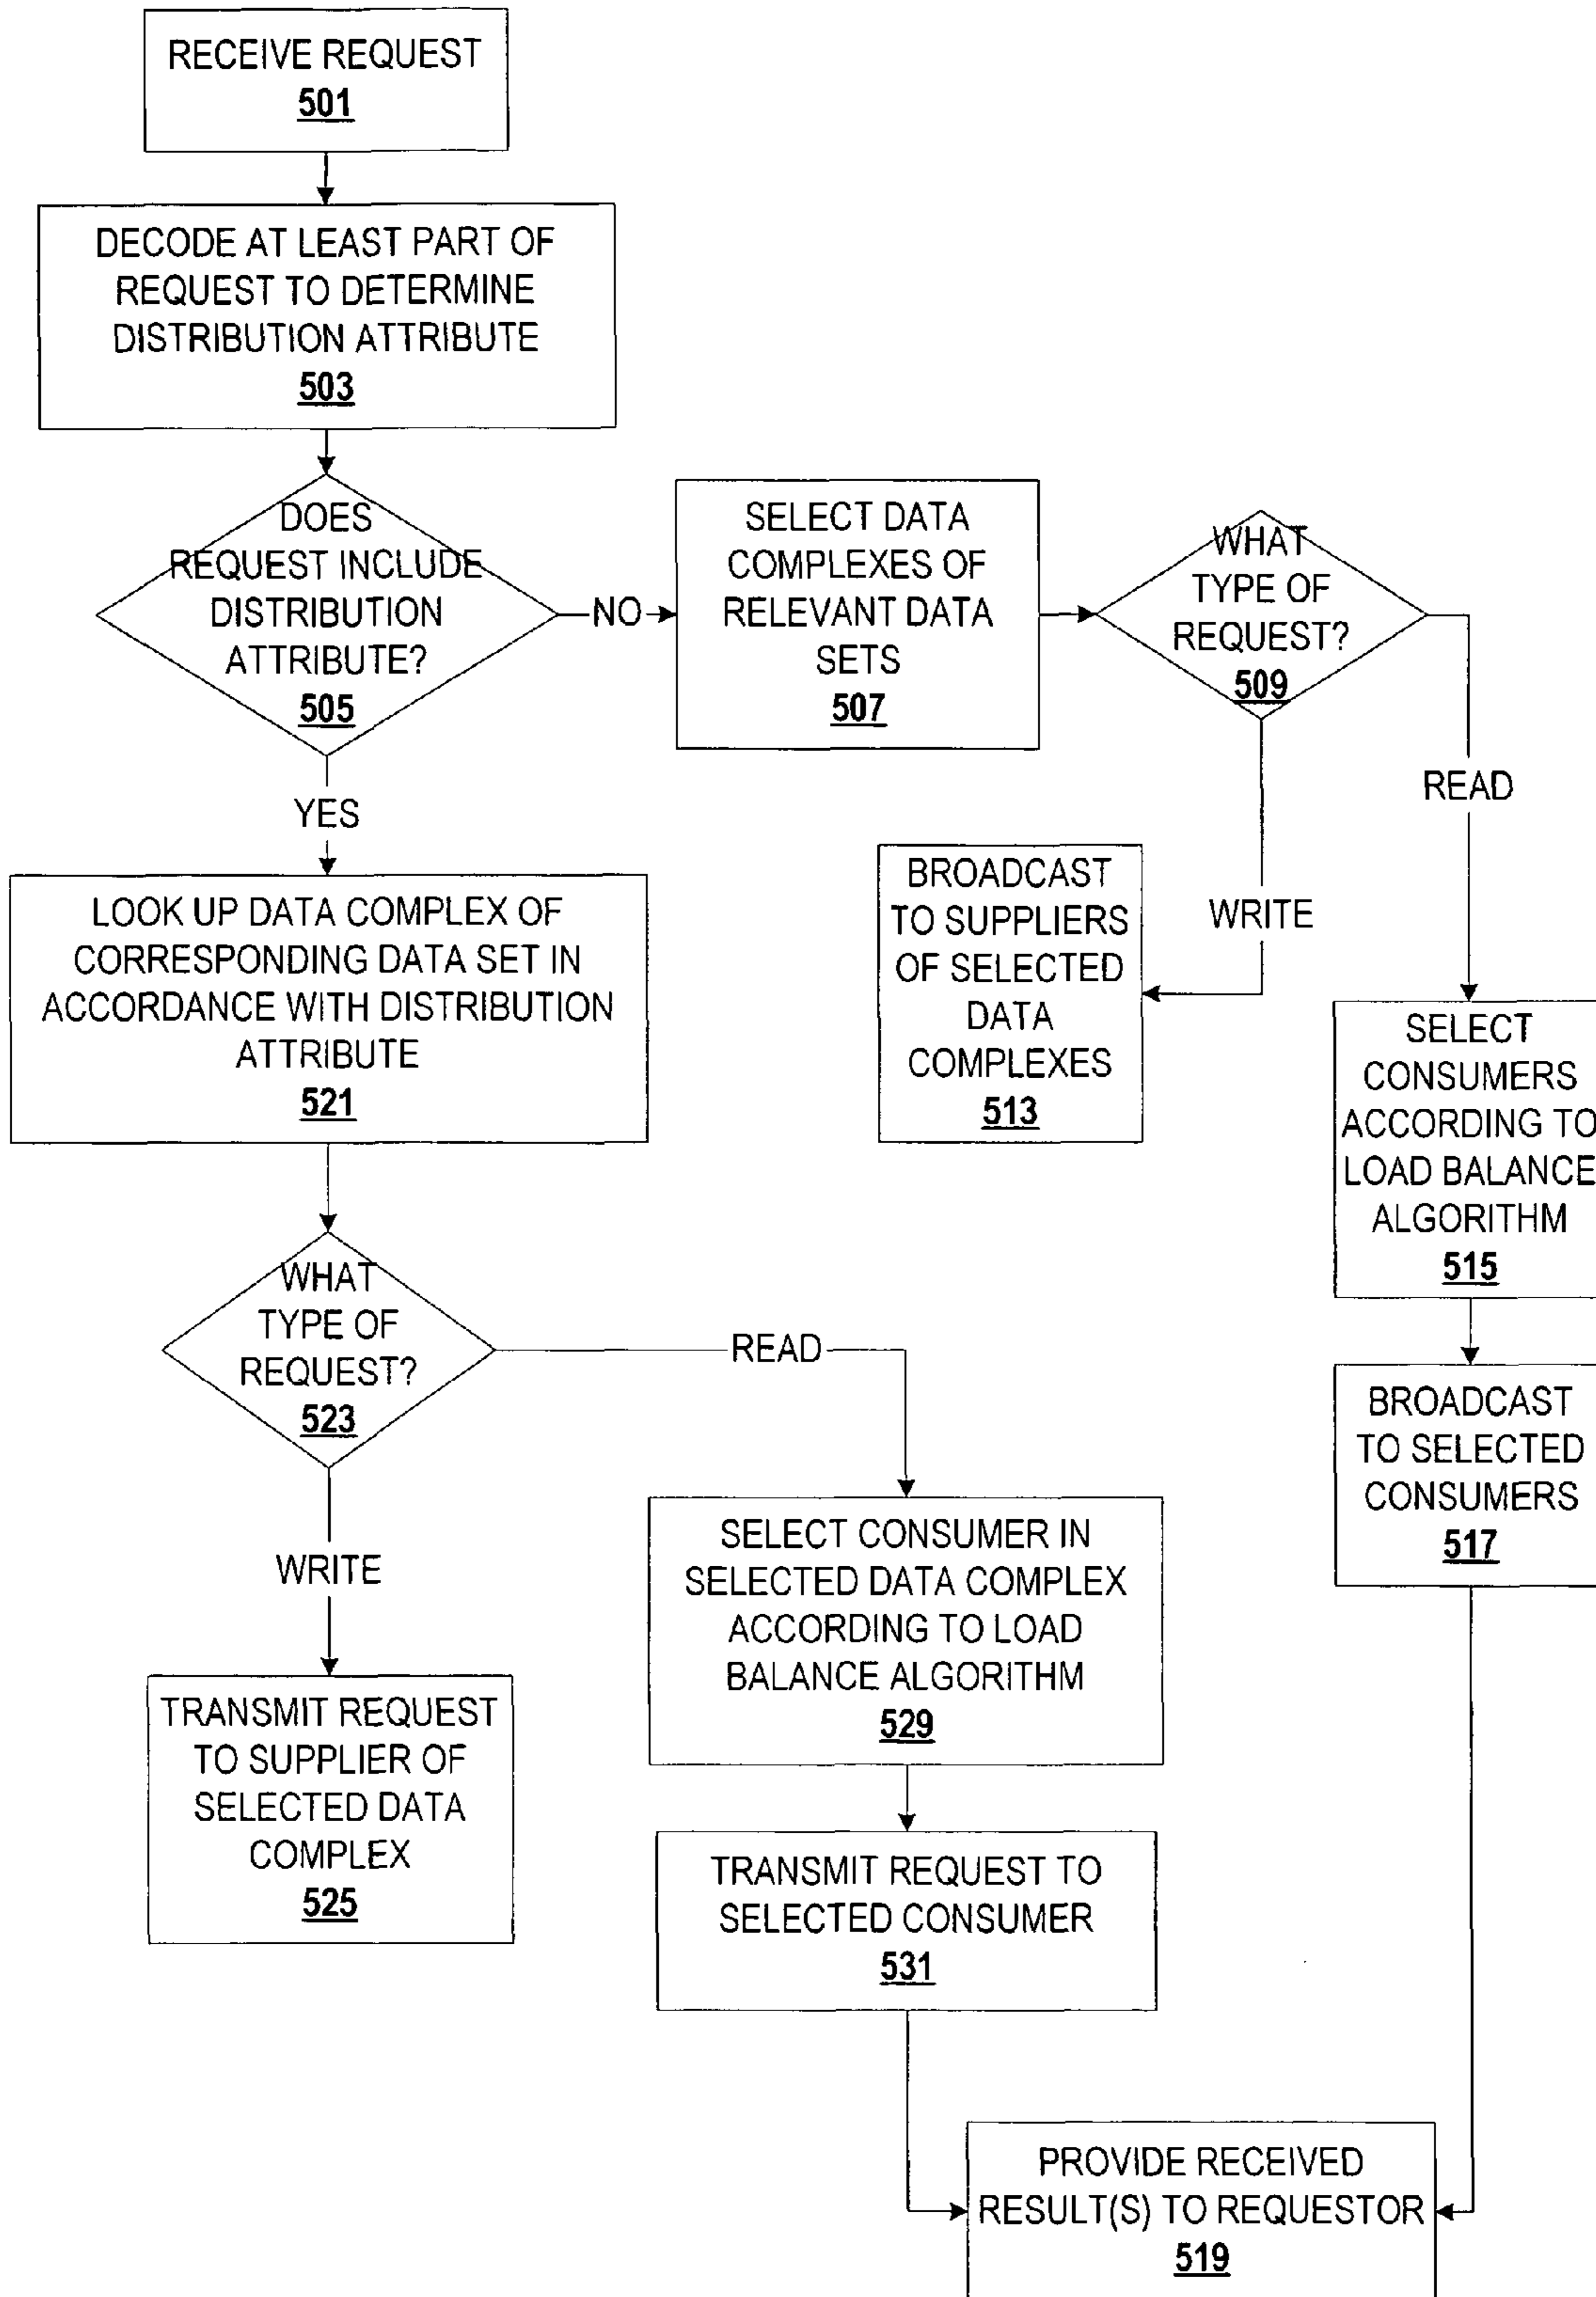 RECEIVE REQUEST
501
DECODE AT LEAST PART OF
REQUEST TO DETERMINE
DISTRIBUTION ATTRIBUTE
503
DOES
REQUEST INCLUDE
DISTRIBUTION
ATTRIBUTE?
505
NO
SELECT DATA
COMPLEXES OF
RELEVANT DATA
SETS
507
WHAT
TYPE OF
REQUEST?
509
READ
WRITE
BROADCAST
TO SUPPLIERS
OF SELECTED
DATA
COMPLEXES
513
SELECT
CONSUMERS
ACCORDING TO
LOAD BALANCE
ALGORITHM
515
BROADCAST
TO SELECTED
CONSUMERS
517
YES
LOOK UP DATA COMPLEX OF
CORRESPONDING DATA SET IN
ACCORDANCE WITH DISTRIBUTION
ATTRIBUTE
521
WHAT
TYPE OF
REQUEST?
523
READ
WRITE
TRANSMIT REQUEST
TO SUPPLIER OF
SELECTED DATA
COMPLEX
525
SELECT CONSUMER IN
SELECTED DATA COMPLEX
ACCORDING TO LOAD
BALANCE ALGORITHM
529
TRANSMIT REQUEST TO
SELECTED CONSUMER
531
PROVIDE RECEIVED
RESULT(S) TO REQUESTOR
519